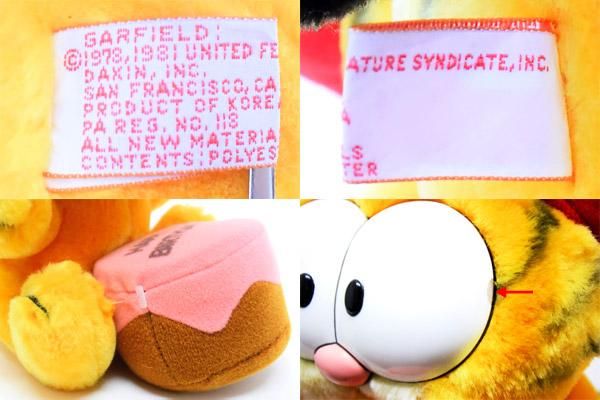 GARFIELD:
©1978,1981 UNITED FE
DAKIN, INC.
SAN FRANCISCO, CA
PRODUCT OF KOREA
PA REG. NO. 118
ALL NEW MATERIA
CONTENTS: POLYES
ATURE SYNDICATE, INC.
A
LS
TER